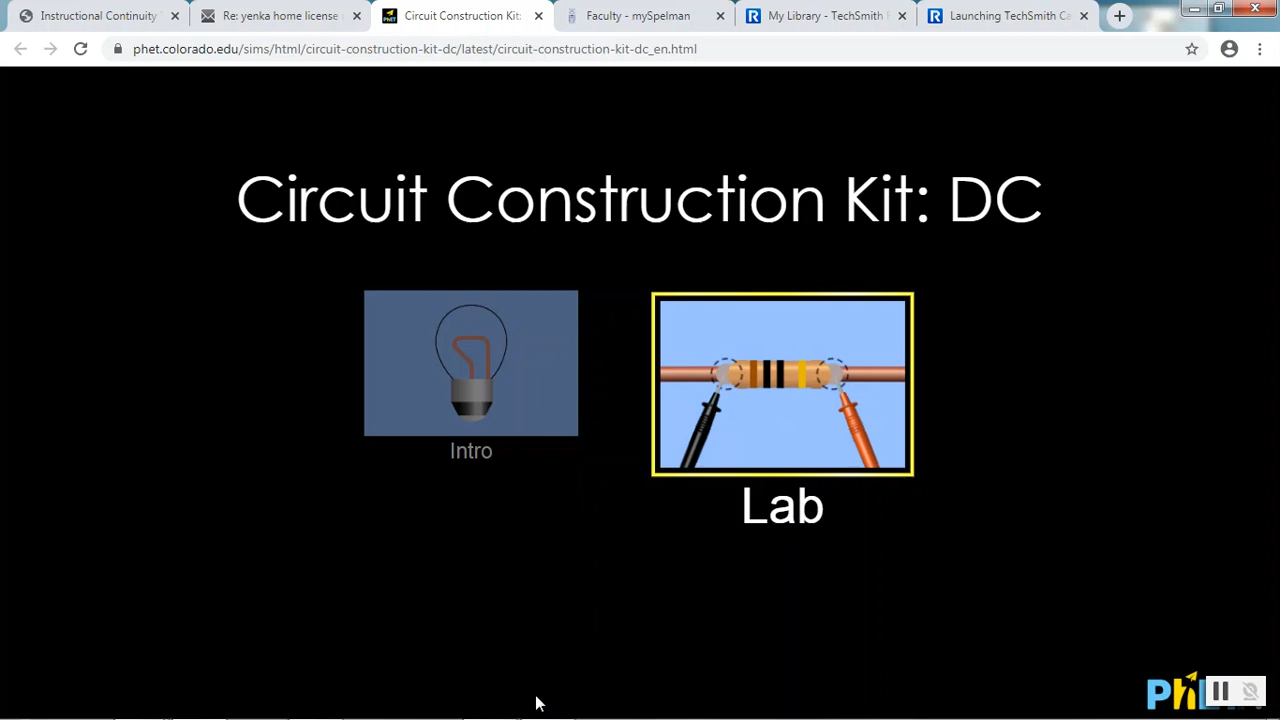 Instructional Continuity
Re: yenka home license
Circuit Construction Kit:
Faculty - mySpelman
My Library - TechSmith
Launching TechSmith Ca
phet.colorado.edu/sims/html/circuit-construction-kit-dc/latest/circuit-construction-kit-dc_en.html
Circuit Construction Kit: DC
Intro
Lab